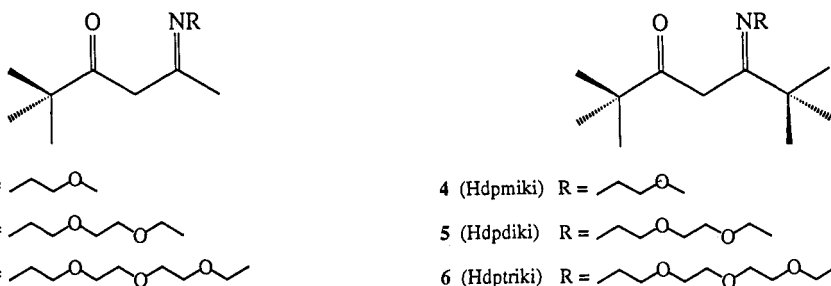 O NR O NR
= O 4 (Hdpmiki) R = O
= O O 5 (Hdpdiki) R = O O
= O O O 6 (Hdptriki) R = O O O